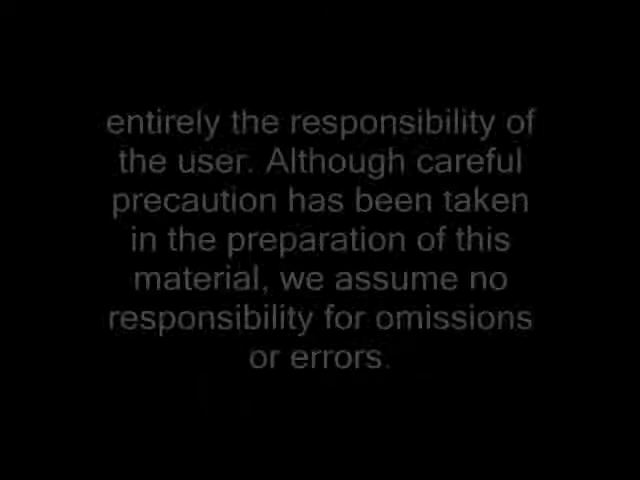 entirely the responsibility of
the user. Although careful
precaution has been taken
in the preparation of this
material, we assume no
responsibility for omissions
or errors.